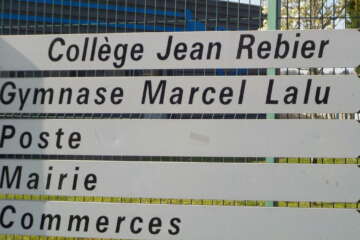 Collège Jean Rebier
Gymnase Marcel Lalu
Poste
Mairie
Commerces